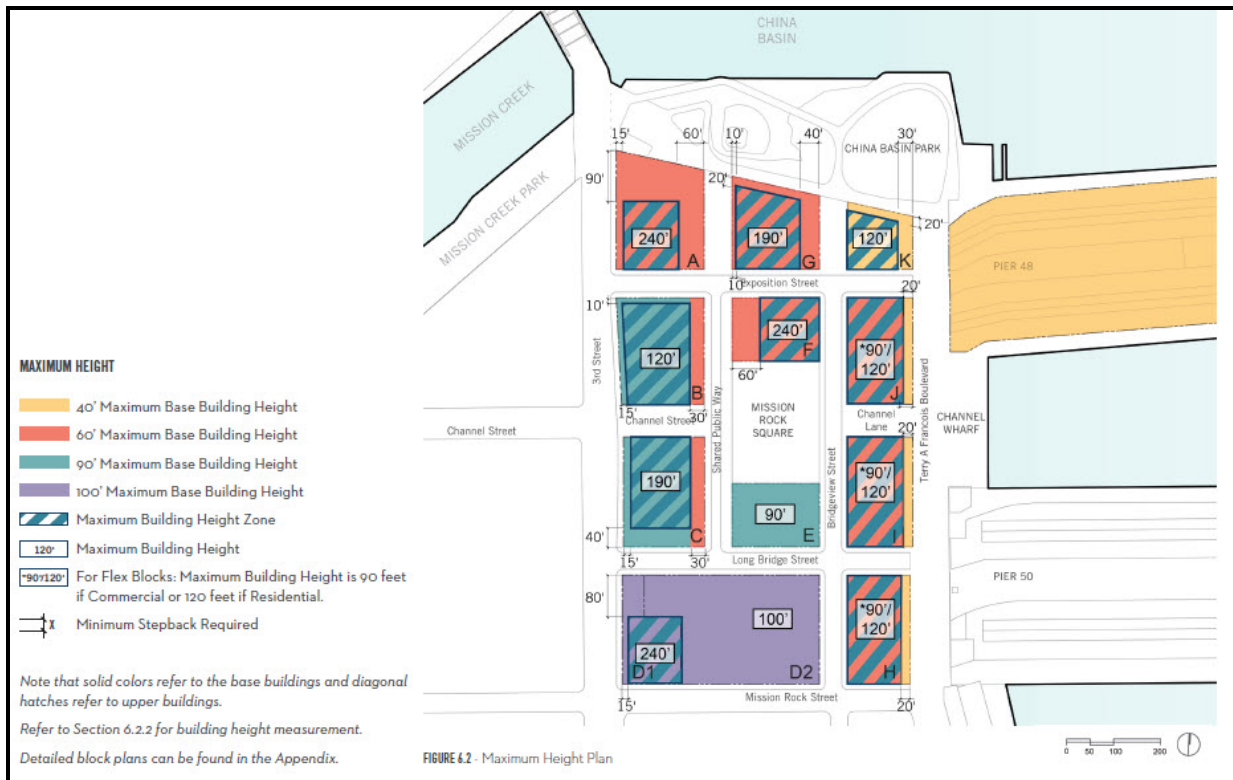 MAXIMUM HEIGHT
40' Maximum Base Building Height
60' Maximum Base Building Height
90' Maximum Base Building Height
100' Maximum Base Building Height
Maximum Building Height Zone
120' Maximum Building Height
*90'/120' For Flex Blocks: Maximum Building Height is 90 feet
if Commercial or 120 feet if Residential.
X Minimum Stepback Required
Note that solid colors refer to the base buildings and diagonal
hatches refer to upper buildings.
Refer to Section 6.2.2 for building height measurement.
Detailed block plans can be found in the Appendix.
CHINA
BASIN
MISSION CREEK
MISSION CREEK PARK
15'
60'
10'
40'
30'
CHINA BASIN PARK
90'
20'
20'
240'
A
190'
G
120'
K
PIER 48
10'
Exposition Street
20'
10'
3rd Street
120'
B
240'
F
*90'/
120'
J
60'
15'
30'
Channel Street
Channel Street
Shared Public Way
MISSION
ROCK
SQUARE
Channel
Lane
20'
Terry A Francois Boulevard
CHANNEL
WHARF
190'
C
Bridgeview Street
90'
E
*90'/
120'
I
40'
15'
30'
Long Bridge Street
PIER 50
80'
240'
D1
100'
D2
*90'/
120'
H
15'
Mission Rock Street
20'
FIGURE 6.2 - Maximum Height Plan
0 50 100 200